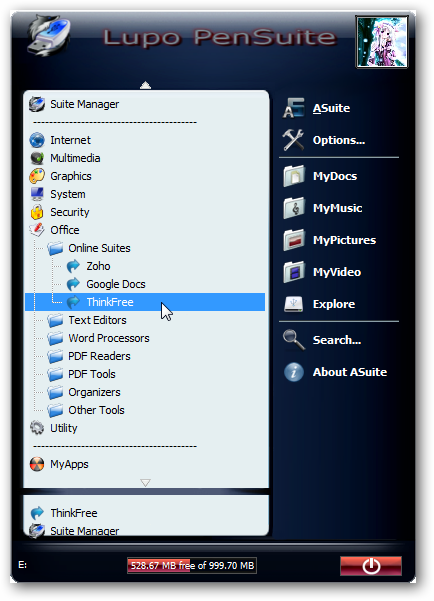 Lupo PenSuite
Suite Manager
Internet
Multimedia
Graphics
System
Security
Office
Online Suites
Zoho
Google Docs
ThinkFree
Text Editors
Word Processors
PDF Readers
PDF Tools
Organizers
Other Tools
Utility
MyApps
ThinkFree
Suite Manager
ASuite
Options...
MyDocs
MyMusic
MyPictures
MyVideo
Explore
Search...
About ASuite
E:
528.67 MB free of 999.70 MB